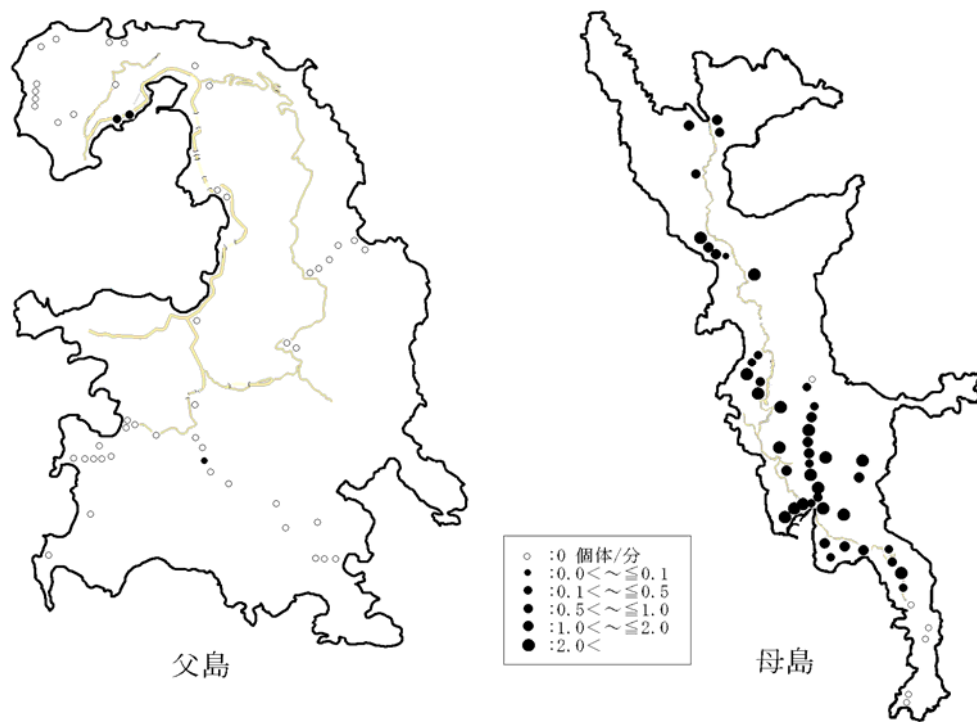 ○ :0 個体/分
● :0.0<~≦0.1
● :0.1<~≦0.5
● :0.5<~≦1.0
● :1.0<~≦2.0
● :2.0<
父島
母島